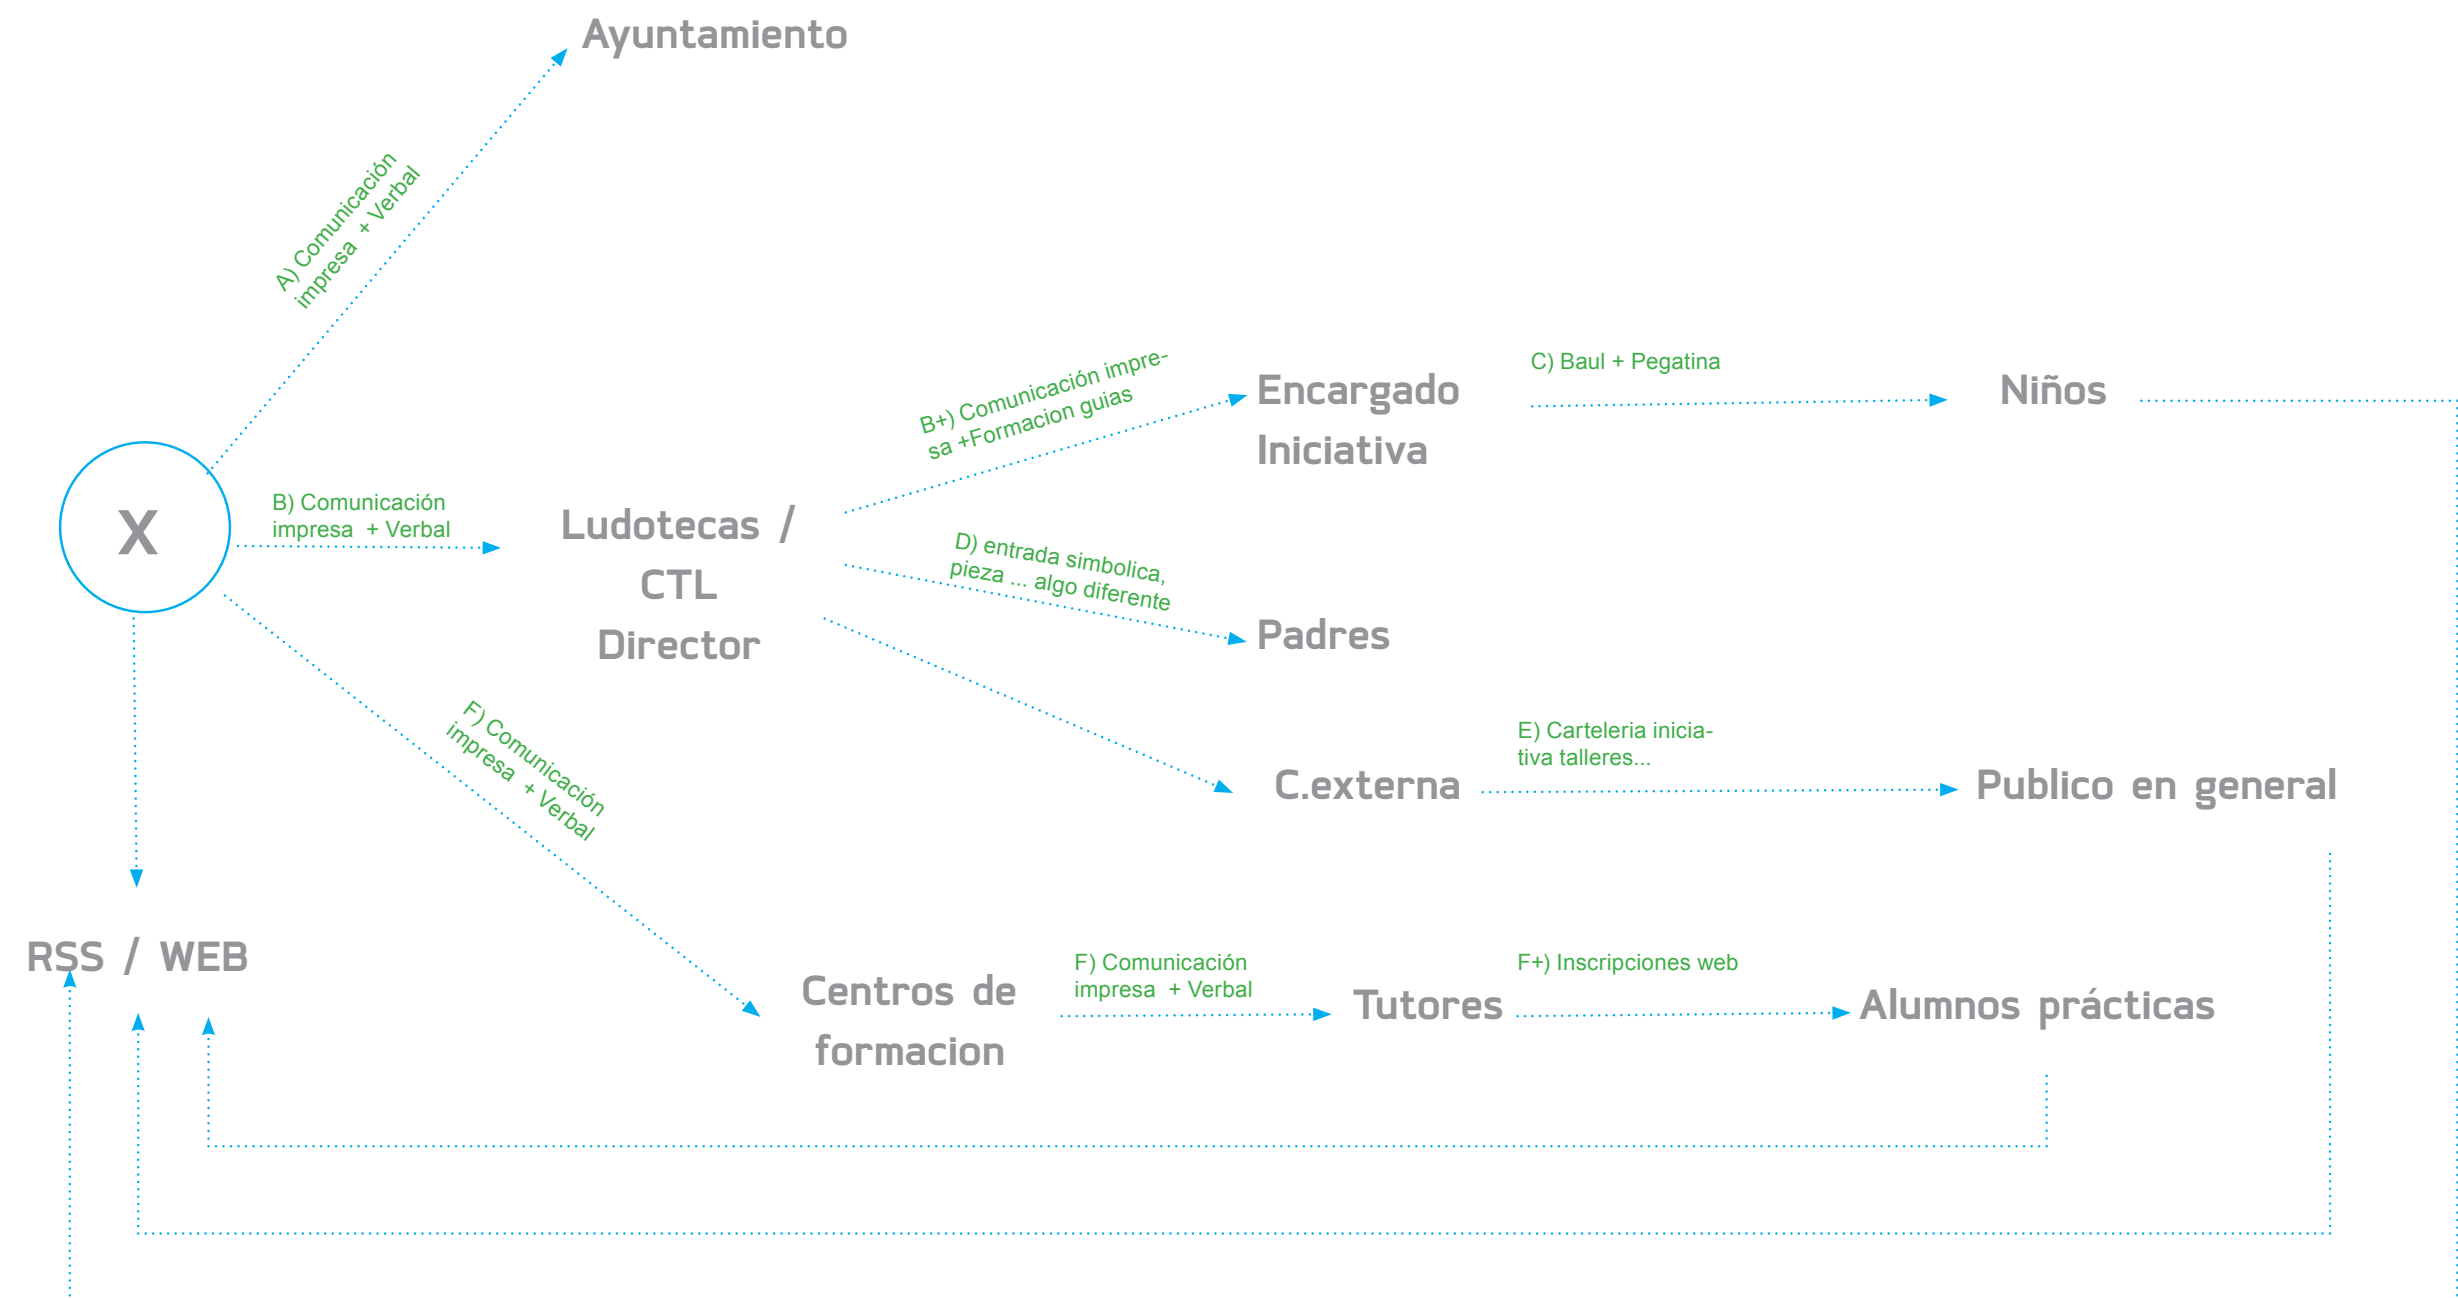 Ayuntamiento
A) Comunicación
impresa + Verbal
B+) Comunicación impre-
sa +Formacion guias
Encargado
Iniciativa
C) Baul + Pegatina
Niños
X
B) Comunicación
impresa + Verbal
Ludotecas /
CTL
Director
D) entrada simbolica,
pieza ... algo diferente
Padres
F) Comunicación
impresa + Verbal
C.externa
E) Carteleria inicia-
tiva talleres...
Publico en general
RSS / WEB
Centros de
formacion
F) Comunicación
impresa + Verbal
Tutores
F+) Inscripciones web
Alumnos prácticas